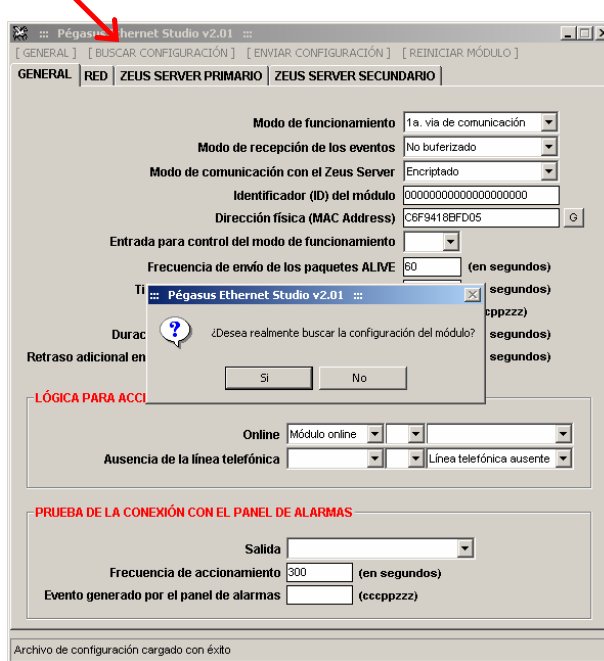 ::: Pégasus Ethernet Studio v2.01 :::
[ GENERAL ] [ BUSCAR CONFIGURACIÓN ] [ ENVIAR CONFIGURACIÓN ] [ REINICIAR MÓDULO ]
GENERAL RED ZEUS SERVER PRIMARIO ZEUS SERVER SECUNDARIO
Modo de funcionamiento 1a. via de comunicación
Modo de recepción de los eventos No buferizado
Modo de comunicación con el Zeus Server Encriptado
Identificador (ID) del módulo 00000000000000000000
Dirección física (MAC Address) C6F9418BFD05 G
Entrada para control del modo de funcionamiento
Frecuencia de envío de los paquetes ALIVE 60 (en segundos)
Ti segundos)
::: Pégasus Ethernet Studio v2.01 :::
cppzzz)
¿Desea realmente buscar la configuración del módulo?
Durac segundos)
Retraso adicional en segundos)
Si No
LÓGICA PARA ACCI
Online Módulo online
Ausencia de la línea telefónica Línea telefónica ausente
PRUEBA DE LA CONEXIÓN CON EL PANEL DE ALARMAS
Salida
Frecuencia de accionamiento 300 (en segundos)
Evento generado por el panel de alarmas (cccppzzz)
Archivo de configuración cargado con éxito